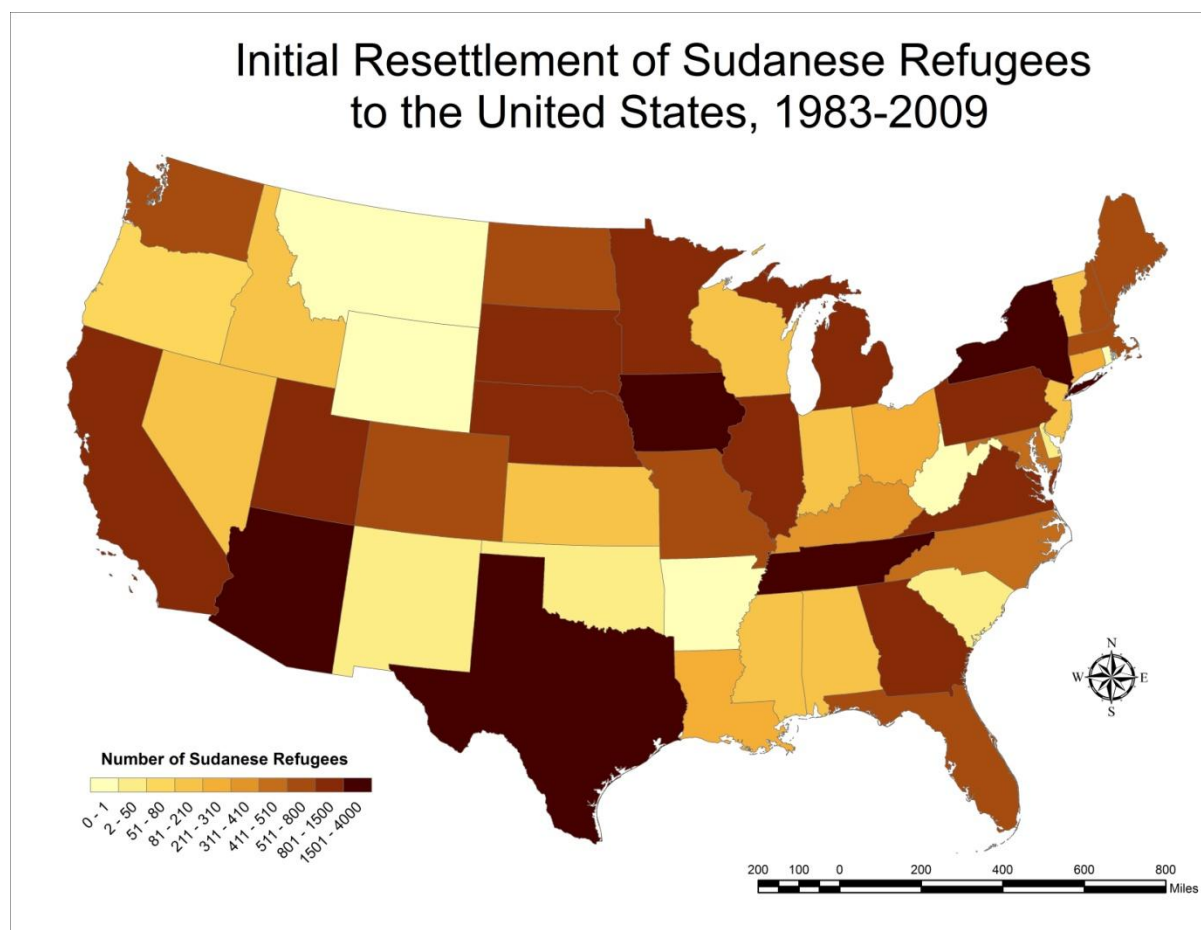 Initial Resettlement of Sudanese Refugees
to the United States, 1983-2009
N
W E
S
Number of Sudanese Refugees
0 - 1
2 - 50
51 - 80
81 - 210
211 - 310
311 - 410
411 - 510
511 - 800
801 - 1500
1501 - 4000
200 100 0 200 400 600 800
Miles